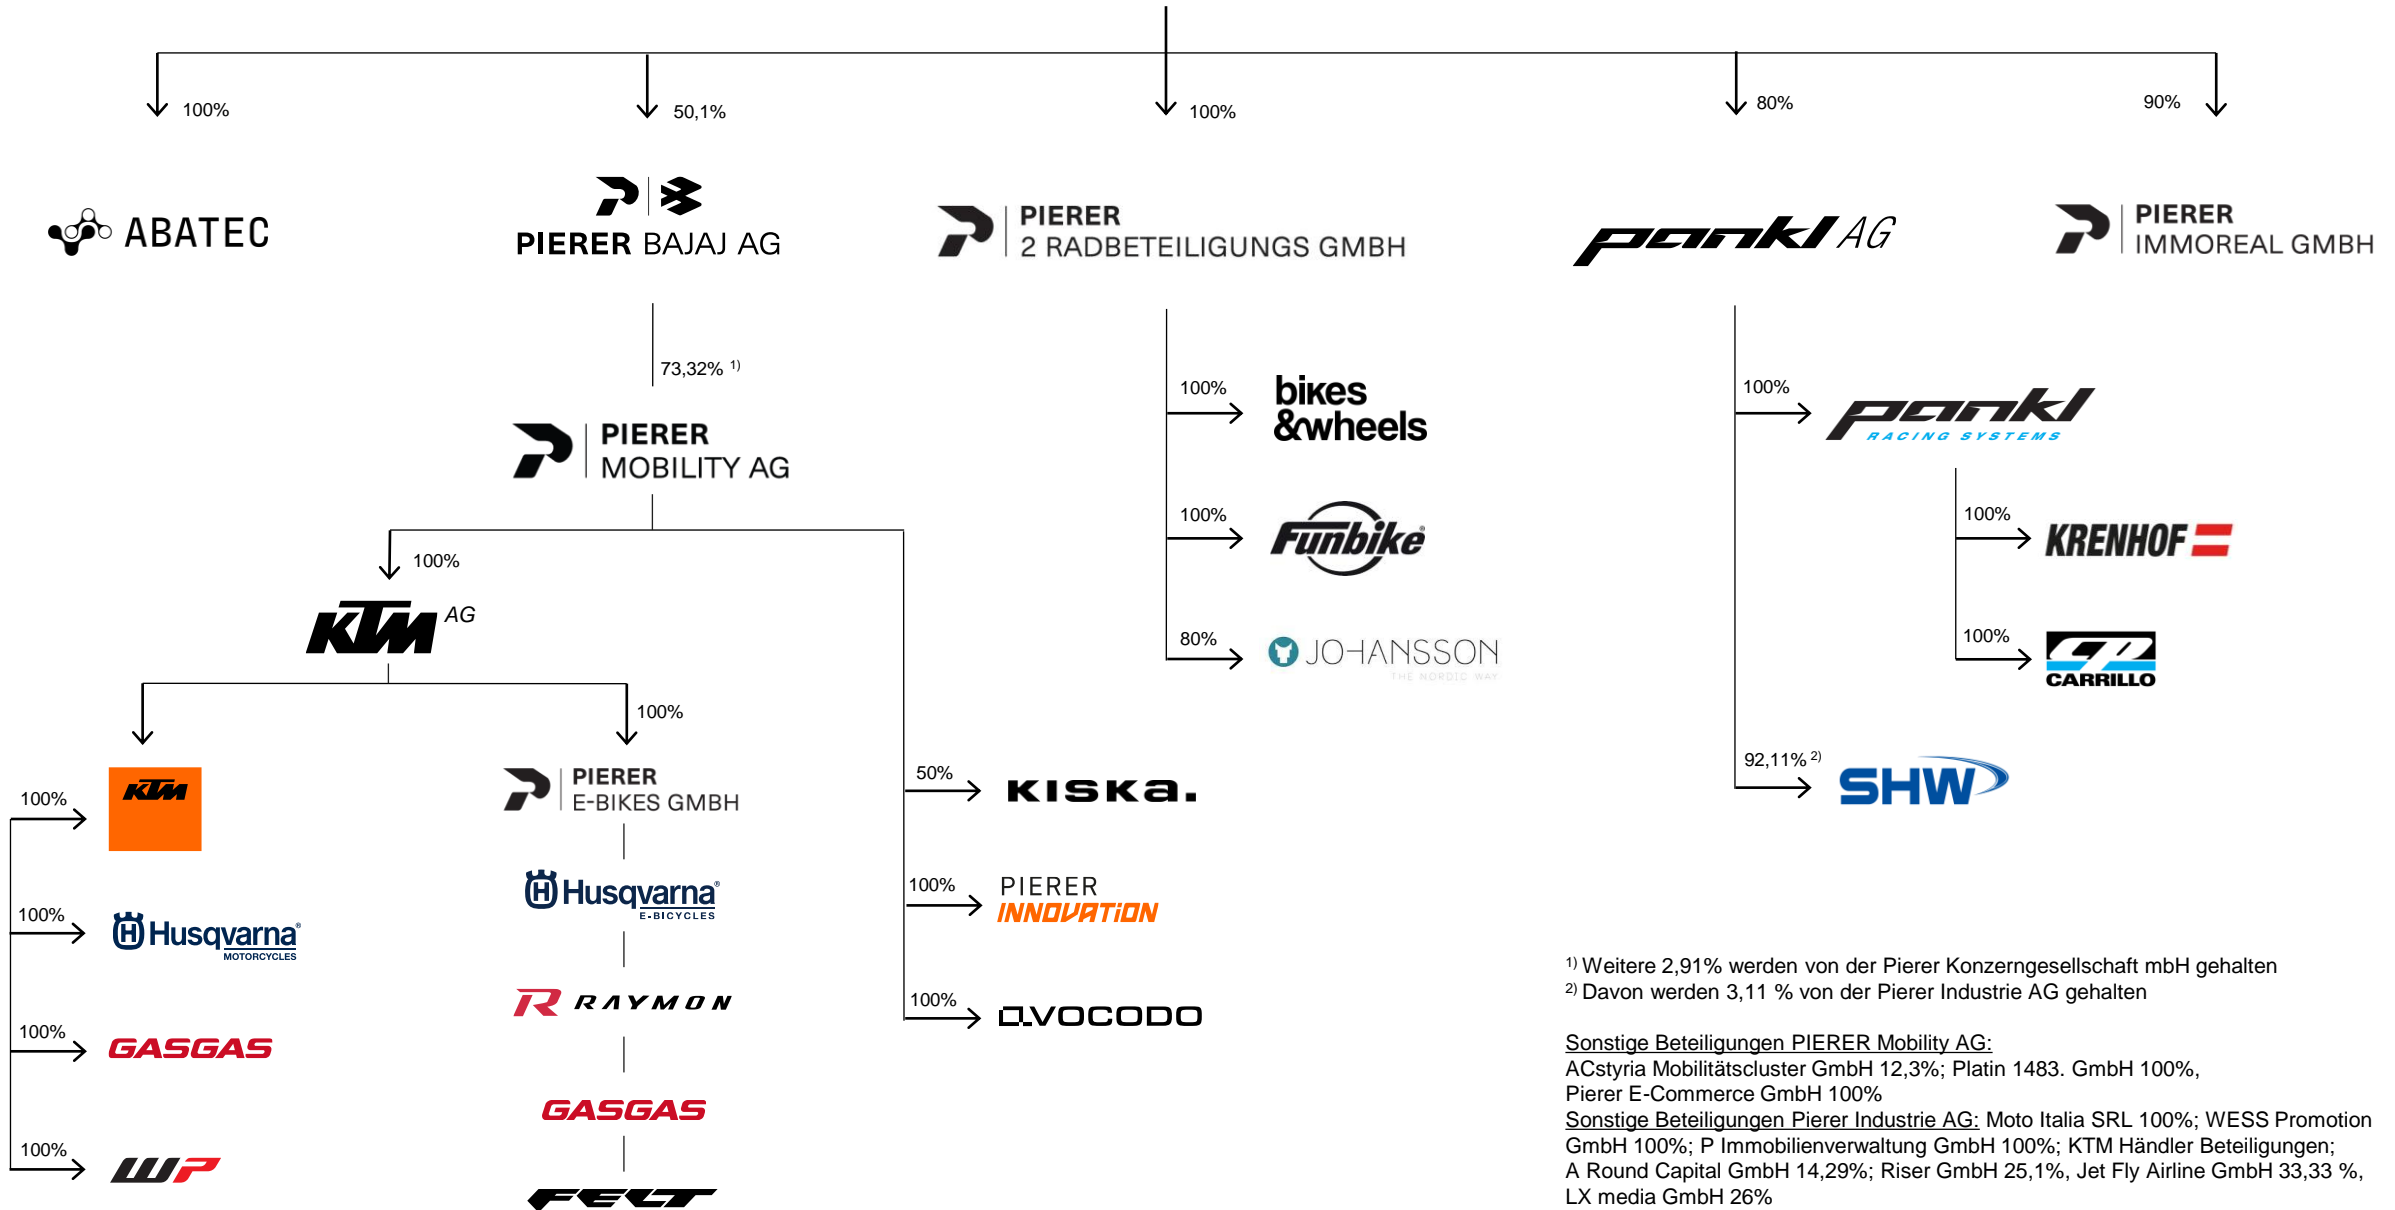 100%
50,1%
100%
80%
90%
ABATEC
PIERER BAJAJ AG
PIERER
2 RADBETEILIGUNGS GMBH
pankl AG
PIERER
IMMOREAL GMBH
73,32% 1)
PIERER
MOBILITY AG
100%
bikes
&wheels
100%
Funbike®
80%
JOHANSSON
THE NORDIC WAY
100%
pankl
RACING SYSTEMS
100%
KRENHOF
100%
CP
CARRILLO
92,11% 2)
SHW
100%
KTM AG
100%
100%
KTM
100%
Husqvarna®
MOTORCYCLES
100%
GASGAS
100%
WP
PIERER
E-BIKES GMBH
Husqvarna®
E-BICYCLES
R RAYMON
GASGAS
FELT
50%
KISKa.
100%
PIERER
INNOVATION
100%
AVOCODO
1) Weitere 2,91% werden von der Pierer Konzerngesellschaft mbH gehalten
2) Davon werden 3,11 % von der Pierer Industrie AG gehalten
Sonstige Beteiligungen PIERER Mobility AG:
ACstyria Mobilitätscluster GmbH 12,3%; Platin 1483. GmbH 100%,
Pierer E-Commerce GmbH 100%
Sonstige Beteiligungen Pierer Industrie AG: Moto Italia SRL 100%; WESS Promotion
GmbH 100%; P Immobilienverwaltung GmbH 100%; KTM Händler Beteiligungen;
A Round Capital GmbH 14,29%; Riser GmbH 25,1%, Jet Fly Airline GmbH 33,33 %,
LX media GmbH 26%